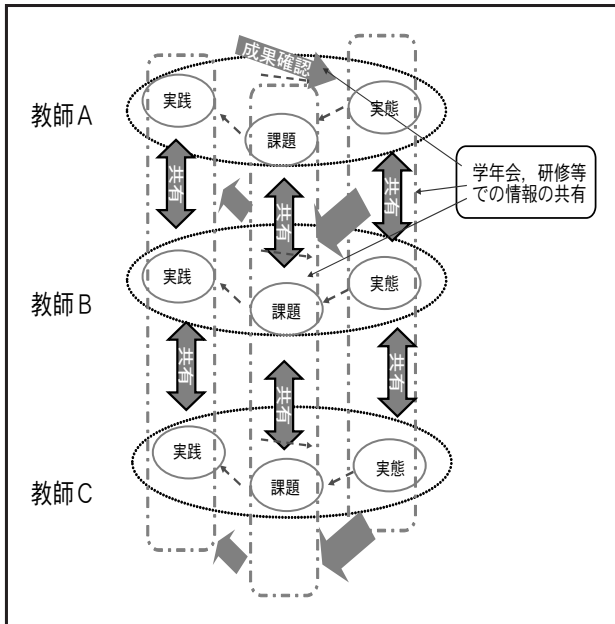 成果確認
実践
実態
教師A
課題
学年会，研修等
での情報の共有
共有
共有
共有
実践
実態
教師B
課題
共有
共有
共有
実践
実態
教師C
課題